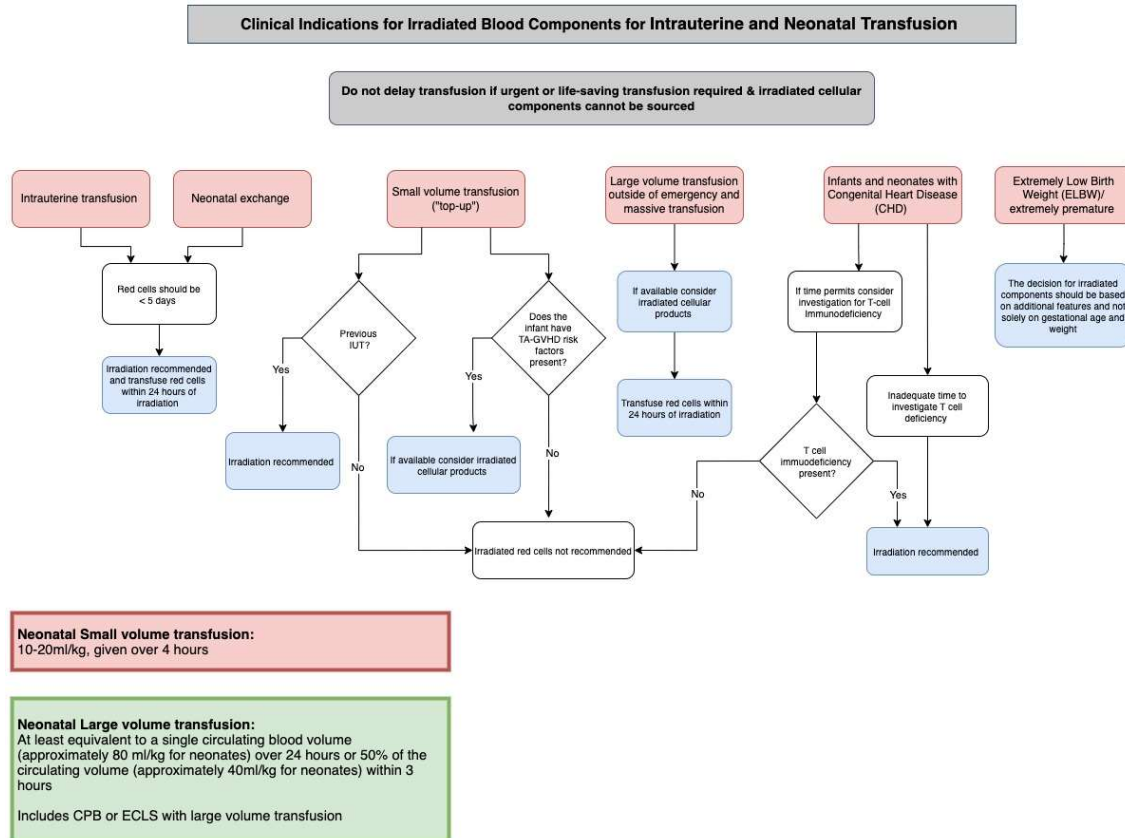 Clinical Indications for Irradiated Blood Components for Intrauterine and Neonatal Transfusion
Do not delay transfusion if urgent or life-saving transfusion required & irradiated cellular
components cannot be sourced
Intrauterine transfusion
Neonatal exchange
Small volume transfusion
("top-up")
Large volume transfusion
outside of emergency and
massive transfusion
Infants and neonates with
Congenital Heart Disease
(CHD)
Extremely Low Birth
Weight (ELBW)/
extremely premature
Red cells should be
< 5 days
Irradiation recommended
and transfuse red cells
within 24 hours of
irradiation
Previous
IUT?
Yes
Irradiation recommended
No
Does the
infant have
TA-GVHD risk
factors
present?
Yes
If available consider irradiated
cellular products
No
If available consider
irradiated cellular
products
Transfuse red cells within
24 hours of irradiation
If time permits consider
investigation for T-cell
Immunodeficiency
Inadequate time to
investigate T cell
deficiency
T cell
immuodeficiency
present?
No
Yes
Irradiated red cells not recommended
Irradiation recommended
The decision for irradiated
components should be based
on additional features and not
solely on gestational age and
weight
Neonatal Small volume transfusion:
10-20ml/kg, given over 4 hours
Neonatal Large volume transfusion:
At least equivalent to a single circulating blood volume
(approximately 80 ml/kg for neonates) over 24 hours or 50% of the
circulating volume (approximately 40ml/kg for neonates) within 3
hours
Includes CPB or ECLS with large volume transfusion